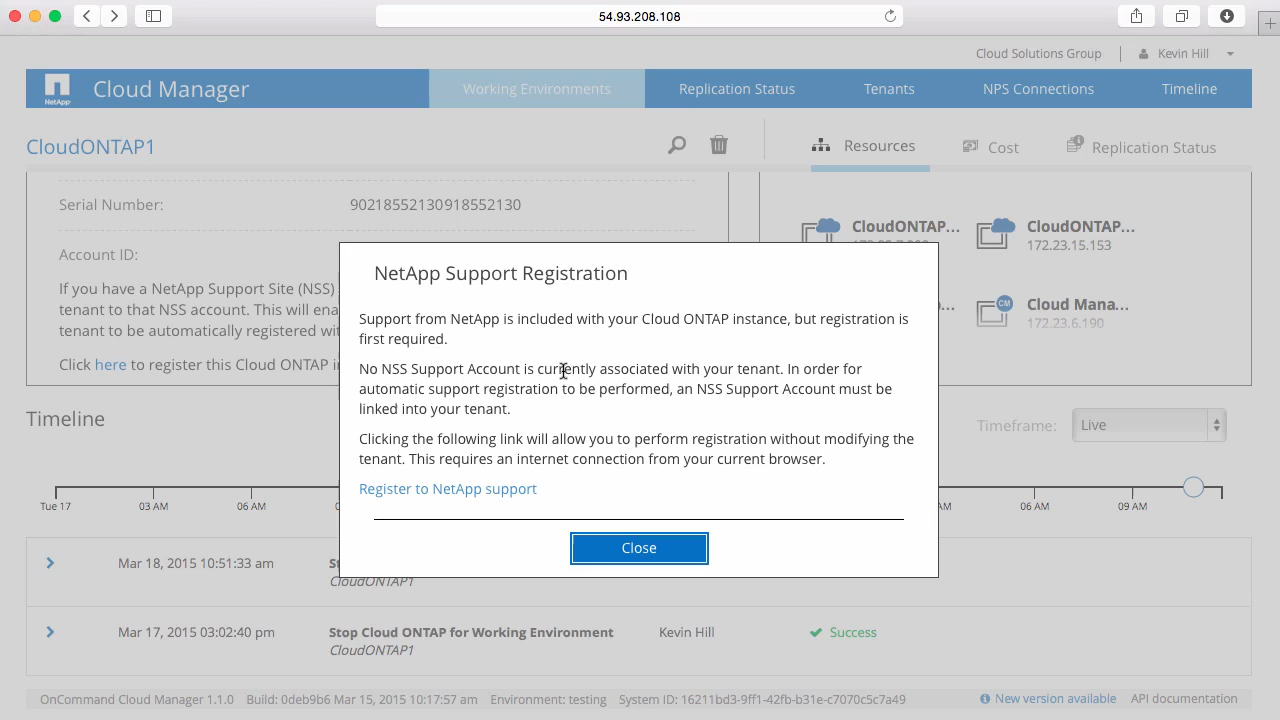 54.93.208.108
Cloud Solutions Group
Kevin Hill
NetApp
Cloud Manager
Working Environments
Replication Status
Tenants
NPS Connections
Timeline
CloudONTAP1
Resources
Cost
Replication Status
Serial Number: 90218552130918552130
Account ID:
If you have a NetApp Support Site (NSS)
tenant to that NSS account. This will ena
tenant to be automatically registered wit
Click here to register this Cloud ONTAP i
CloudONTAP...
CloudONTAP...
172.23.15.153
Cloud Mana...
172.23.6.190
NetApp Support Registration
Support from NetApp is included with your Cloud ONTAP instance, but registration is
first required.
No NSS Support Account is currently associated with your tenant. In order for
automatic support registration to be performed, an NSS Support Account must be
linked into your tenant.
Clicking the following link will allow you to perform registration without modifying the
tenant. This requires an internet connection from your current browser.
Register to NetApp support
Close
Timeline
Timeframe: Live
Tue 17
03 AM
06 AM
AM
09 AM
Mar 18, 2015 10:51:33 am
CloudONTAP1
Mar 17, 2015 03:02:40 pm
Stop Cloud ONTAP for Working Environment
CloudONTAP1
Kevin Hill
Success
OnCommand Cloud Manager 1.1.0 Build: 0deb9b6 Mar 15, 2015 10:17:57 am Environment: testing System ID: 16211bd3-9ff1-42fb-b31e-c7070c5c7a49
New version available
API documentation